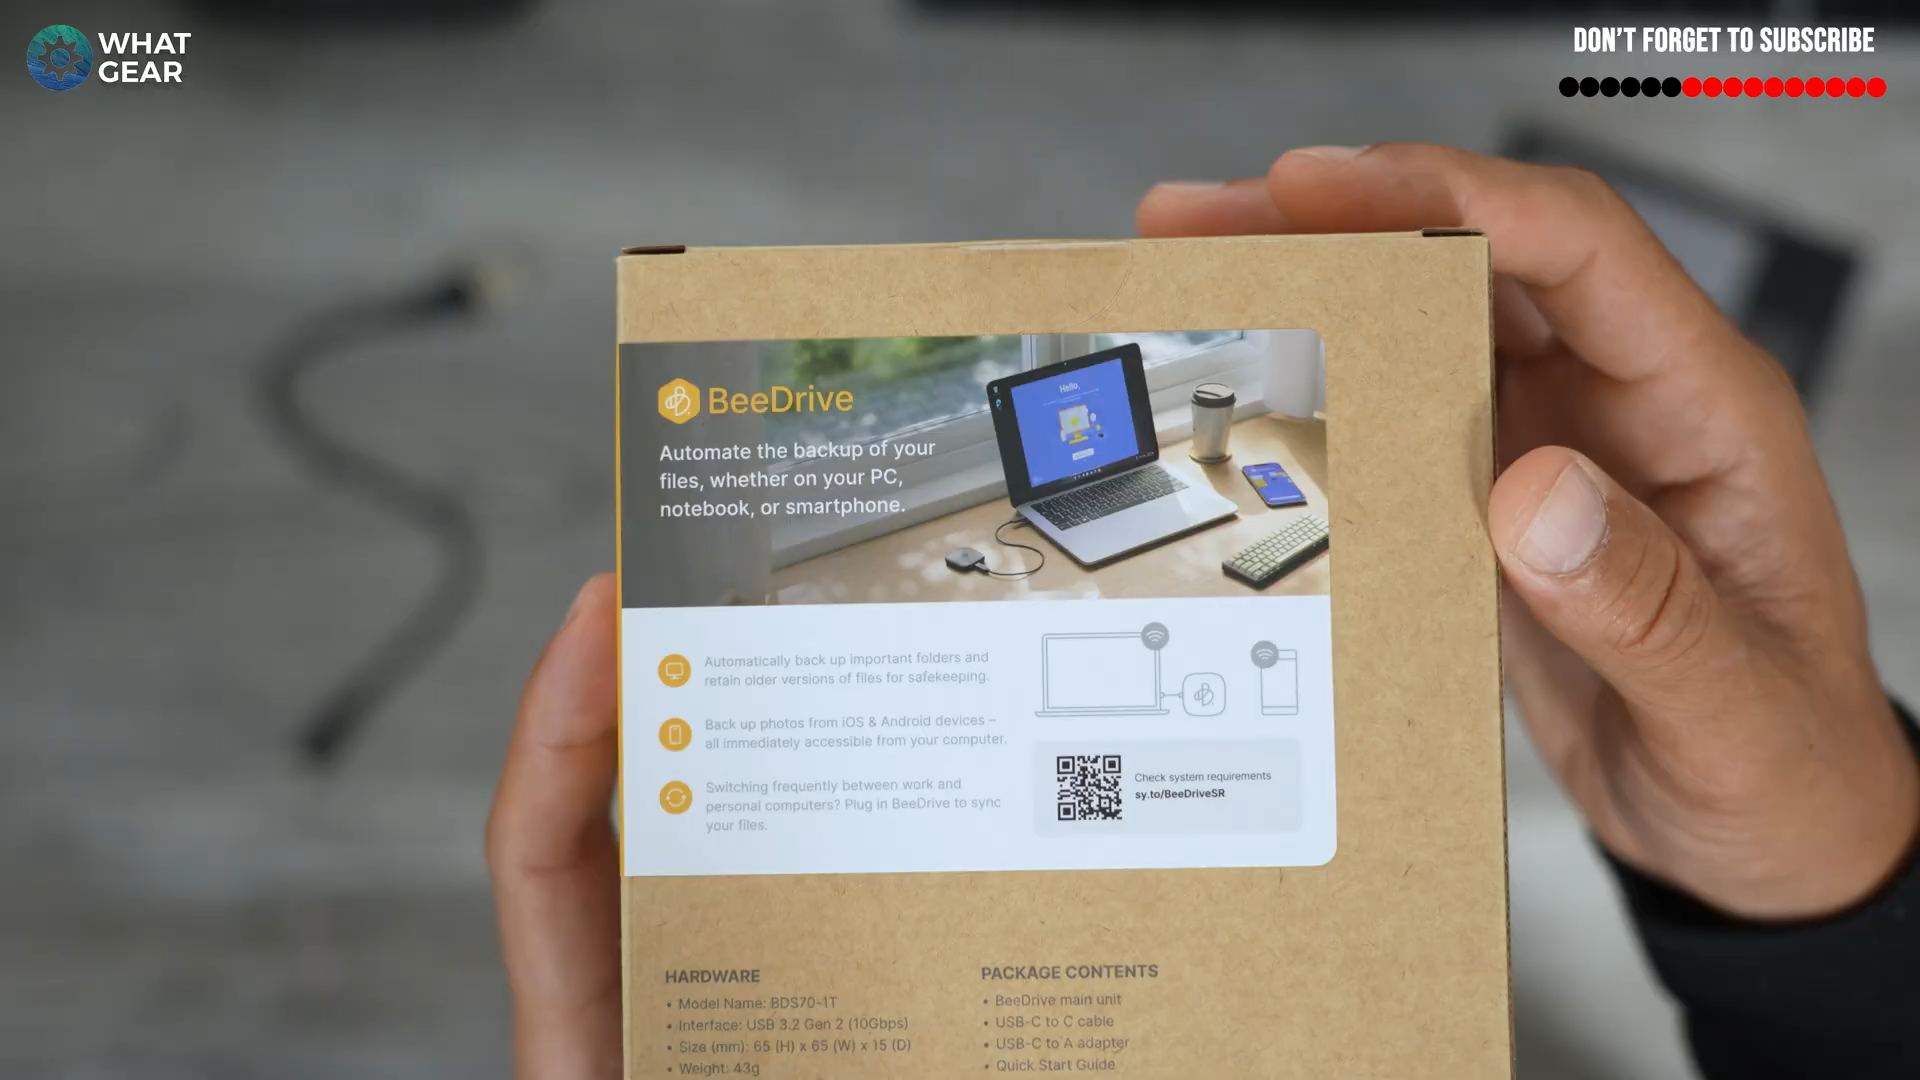 WHAT
GEAR
DON'T FORGET TO SUBSCRIBE
BeeDrive
Automate the backup of your
files, whether on your PC,
notebook, or smartphone.
Hello,
Automatically back up important folders and
retain older versions of files for safekeeping.
Back up photos from iOS & Android devices –
all immediately accessible from your computer.
Switching frequently between work and
personal computers? Plug in BeeDrive to sync
your files.
Check system requirements
sy.to/BeeDriveSR
HARDWARE
• Model Name: BDS70-1T
• Interface: USB 3.2 Gen 2 (10Gbps)
• Size (mm): 65 (H) x 65 (W) x 15 (D)
• Weight: 43g
PACKAGE CONTENTS
• BeeDrive main unit
• USB-C to C cable
• USB-C to A adapter
• Quick Start Guide